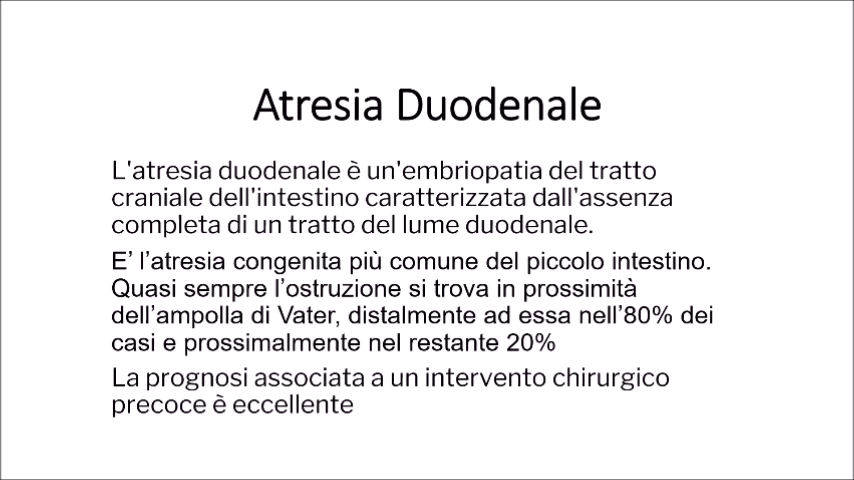 Atresia Duodenale
L'atresia duodenale è un'embriopatia del tratto
craniale dell'intestino caratterizzata dall'assenza
completa di un tratto del lume duodenale.
E’ l’atresia congenita più comune del piccolo intestino.
Quasi sempre l’ostruzione si trova in prossimità
dell’ampolla di Vater, distalmente ad essa nell’80% dei
casi e prossimalmente nel restante 20%
La prognosi associata a un intervento chirurgico
precoce è eccellente